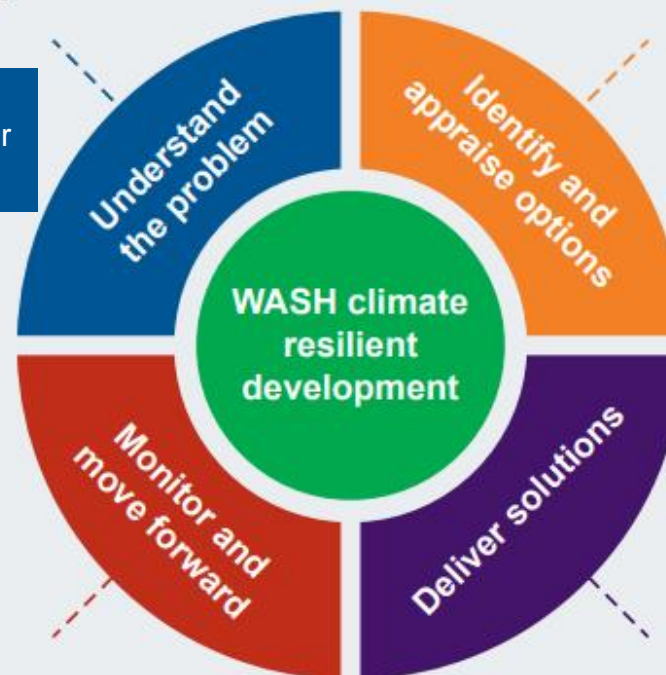 r
Understand
the problem
Identify and
appraise options
WASH climate
resilient
development
Monitor and
move forward
Deliver solutions